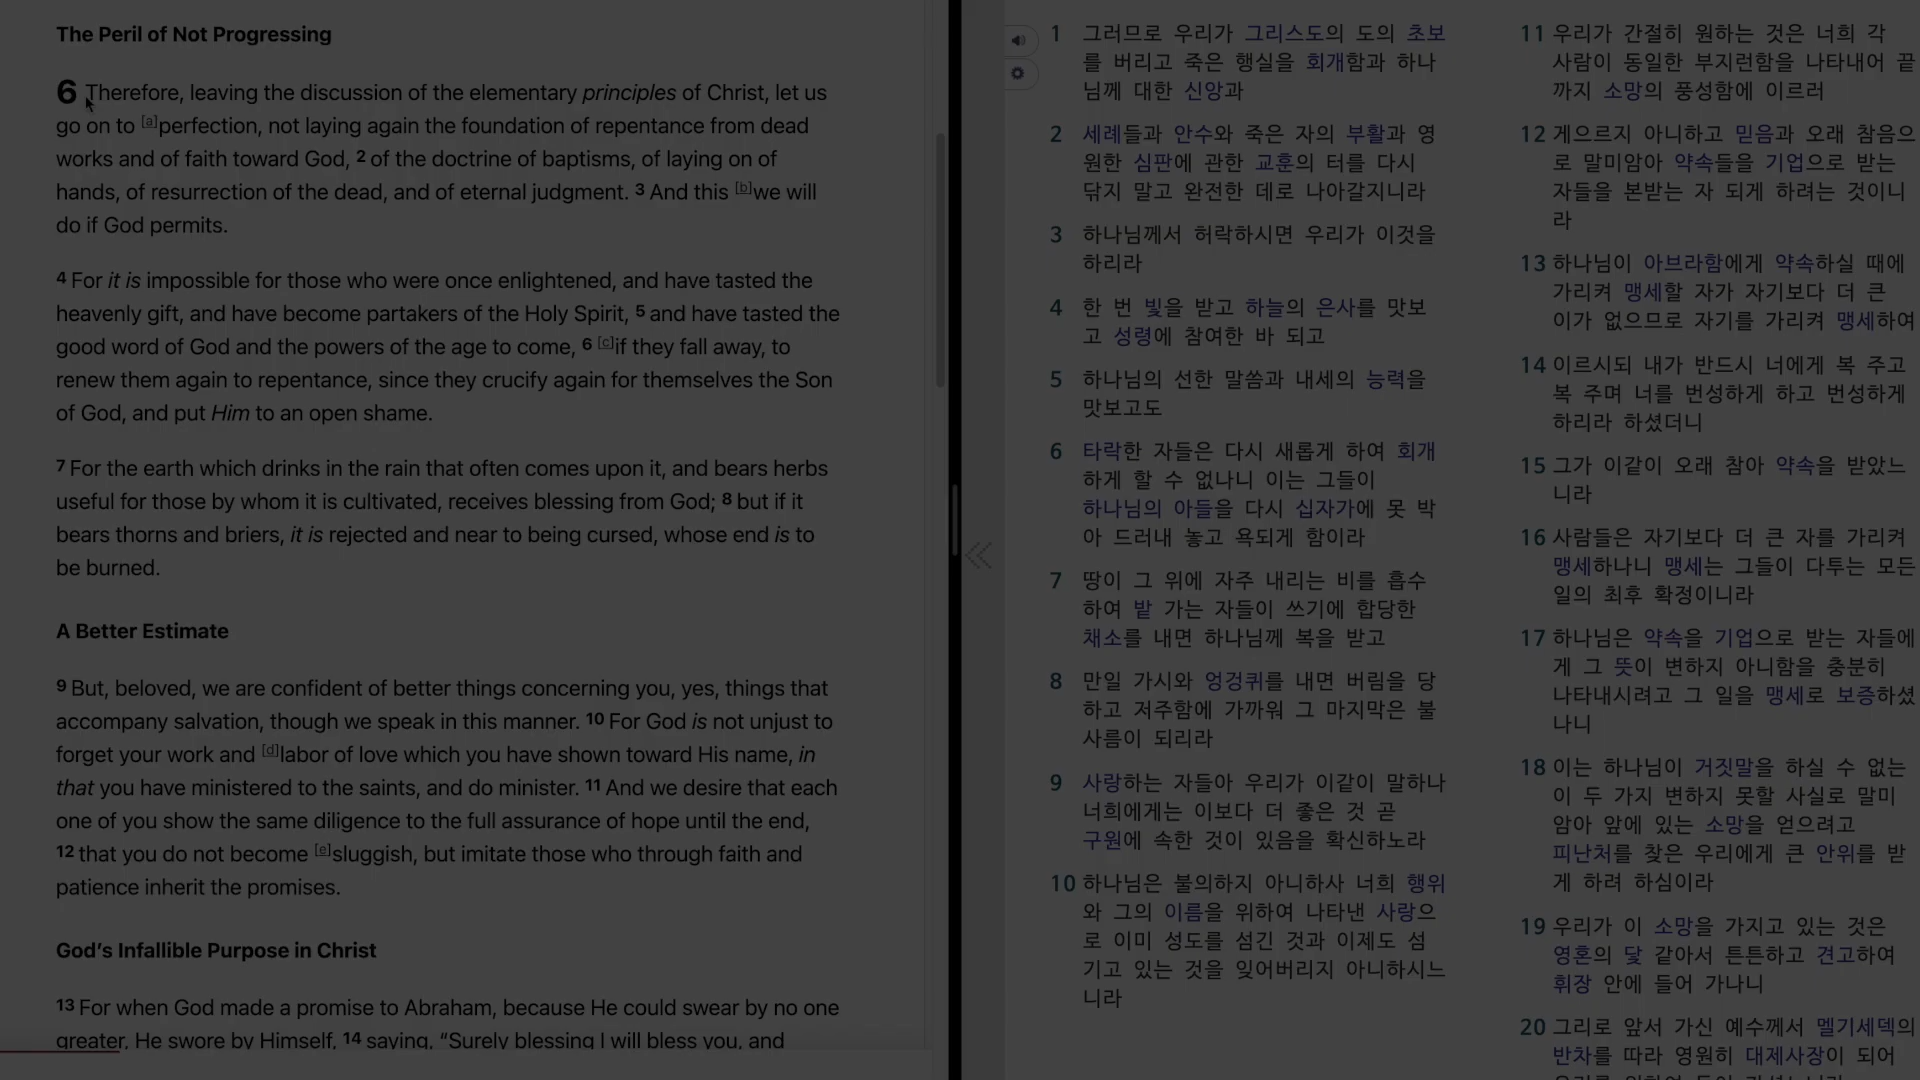 The Peril of Not Progressing
6 Therefore, leaving the discussion of the elementary principles of Christ, let us
go on to [a]perfection, not laying again the foundation of repentance from dead
works and of faith toward God, 2 of the doctrine of baptisms, of laying on of
hands, of resurrection of the dead, and of eternal judgment. 3 And this [b]we will
do if God permits.
4 For it is impossible for those who were once enlightened, and have tasted the
heavenly gift, and have become partakers of the Holy Spirit, 5 and have tasted the
good word of God and the powers of the age to come, 6 [c]if they fall away, to
renew them again to repentance, since they crucify again for themselves the Son
of God, and put Him to an open shame.
7 For the earth which drinks in the rain that often comes upon it, and bears herbs
useful for those by whom it is cultivated, receives blessing from God; 8 but if it
bears thorns and briers, it is rejected and near to being cursed, whose end is to
be burned.
A Better Estimate
9 But, beloved, we are confident of better things concerning you, yes, things that
accompany salvation, though we speak in this manner. 10 For God is not unjust to
forget your work and [d]labor of love which you have shown toward His name, in
that you have ministered to the saints, and do minister. 11 And we desire that each
one of you show the same diligence to the full assurance of hope until the end,
12 that you do not become [e]sluggish, but imitate those who through faith and
patience inherit the promises.
God’s Infallible Purpose in Christ
13 For when God made a promise to Abraham, because He could swear by no one
greater, He swore by Himself, 14 saying, “Surely blessing I will bless you, and
1 그러므로 우리가 그리스도의 도의 초보
를 버리고 죽은 행실을 회개함과 하나
님께 대한 신앙과
2 세례들과 안수와 죽은 자의 부활과 영
원한 심판에 관한 교훈의 터를 다시
닦지 말고 완전한 데로 나아갈지니라
3 하나님께서 허락하시면 우리가 이것을
하리라
4 한 번 빛을 받고 하늘의 은사를 맛보
고 성령에 참여한 바 되고
5 하나님의 선한 말씀과 내세의 능력을
맛보고도
6 타락한 자들은 다시 새롭게 하여 회개
하게 할 수 없나니 이는 그들이
하나님의 아들을 다시 십자가에 못 박
아 드러내 놓고 욕되게 함이라
7 땅이 그 위에 자주 내리는 비를 흡수
하여 밭 가는 자들이 쓰기에 합당한
채소를 내면 하나님께 복을 받고
8 만일 가시와 엉겅퀴를 내면 버림을 당
하고 저주함에 가까워 그 마지막은 불
사름이 되리라
9 사랑하는 자들아 우리가 이같이 말하나
너희에게는 이보다 더 좋은 것 곧
구원에 속한 것이 있음을 확신하노라
10 하나님은 불의하지 아니하사 너희 행위
와 그의 이름을 위하여 나타낸 사랑으
로 이미 성도를 섬긴 것과 이제도 섬
기고 있는 것을 잊어버리지 아니하시느
니라
11 우리가 간절히 원하는 것은 너희 각
사람이 동일한 부지런함을 나타내어 끝
까지 소망의 풍성함에 이르러
12 게으르지 아니하고 믿음과 오래 참음으
로 말미암아 약속들을 기업으로 받는
자들을 본받는 자 되게 하려는 것이니
라
13 하나님이 아브라함에게 약속하실 때에
가리켜 맹세할 자가 자기보다 더 큰
이가 없으므로 자기를 가리켜 맹세하여
14 이르시되 내가 반드시 너에게 복 주고
복 주며 너를 번성하게 하고 번성하게
하리라 하셨더니
15 그가 이같이 오래 참아 약속을 받았느
니라
16 사람들은 자기보다 더 큰 자를 가리켜
맹세하나니 맹세는 그들이 다투는 모든
일의 최후 확정이니라
17 하나님은 약속을 기업으로 받는 자들에
게 그 뜻이 변하지 아니함을 충분히
나타내시려고 그 일을 맹세로 보증하셨
나니
18 이는 하나님이 거짓말을 하실 수 없는
이 두 가지 변하지 못할 사실로 말미
암아 앞에 있는 소망을 얻으려고
피난처를 찾은 우리에게 큰 안위를 받
게 하려 하심이라
19 우리가 이 소망을 가지고 있는 것은
영혼의 닻 같아서 튼튼하고 견고하여
휘장 안에 들어 가나니
20 그리로 앞서 가신 예수께서 멜기세덱의
반차를 따라 영원히 대제사장이 되어